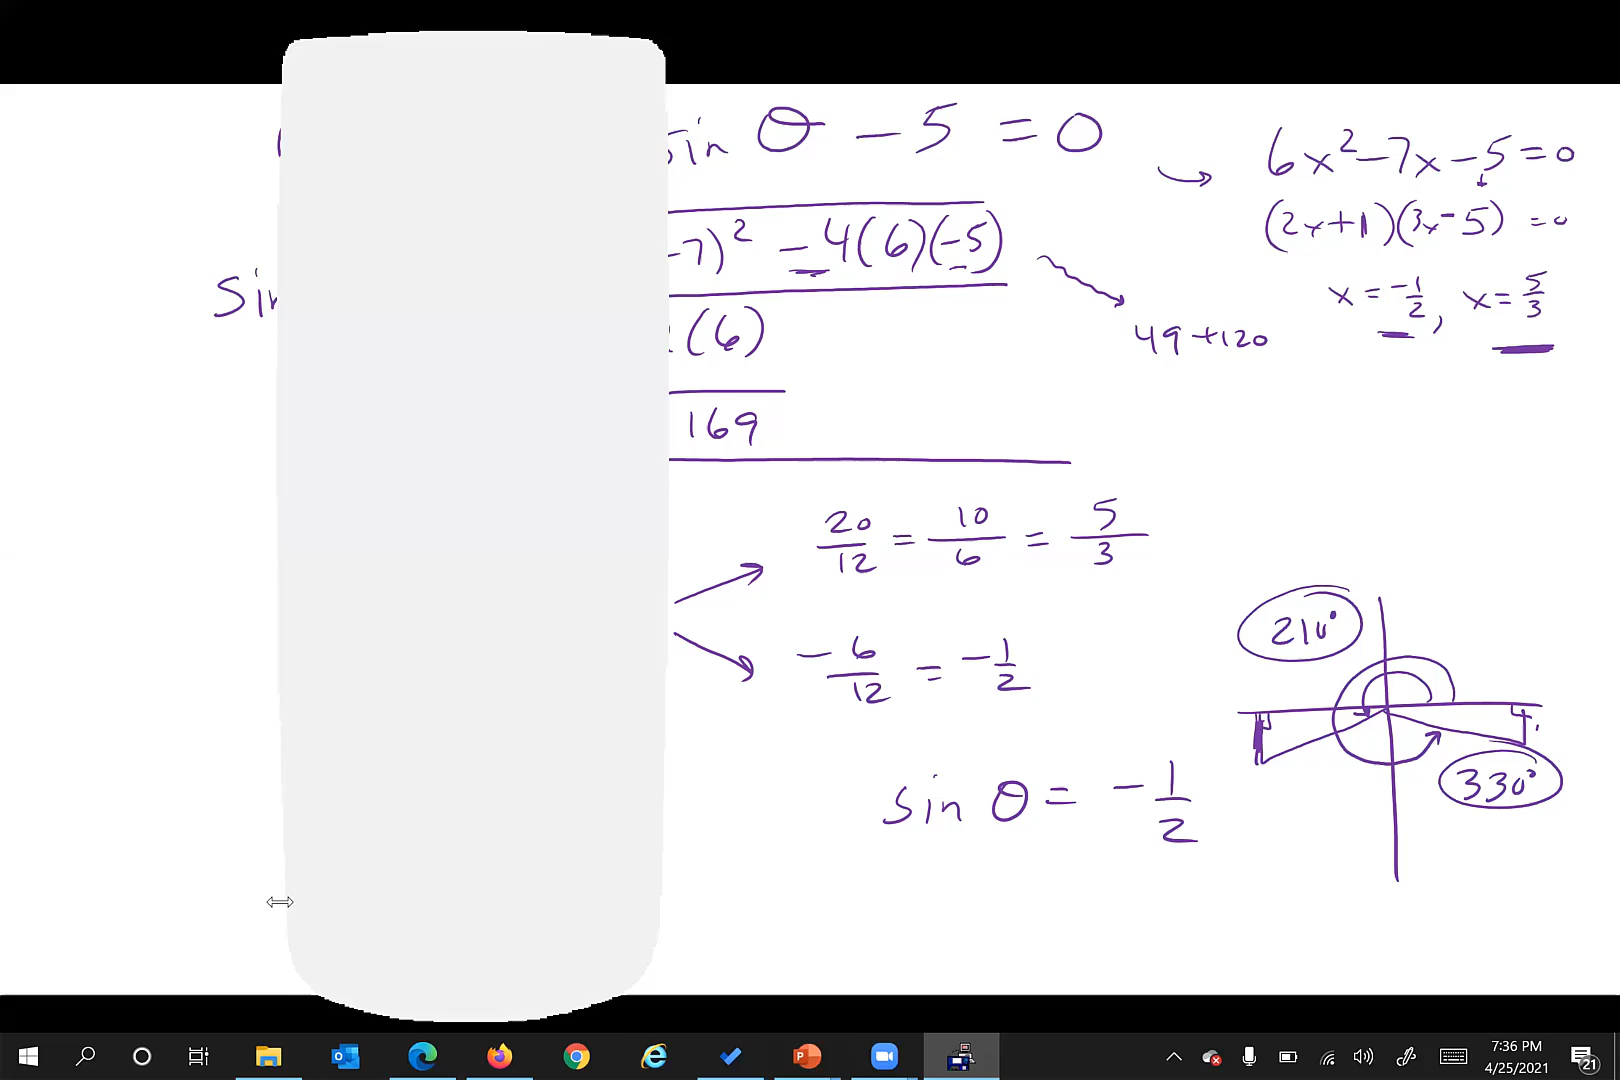 sin θ − 5 = 0
6x² − 7x − 5 = 0
(2x+1)(3x−5) = 0
x = −1/2, x = 5/3
−7)² − 4(6)(−5)
sin
(6)
49 + 120
169
20/12 = 10/6 = 5/3
−6/12 = −1/2
210°
330°
sin θ = −1/2
7:36 PM
4/25/2021
21